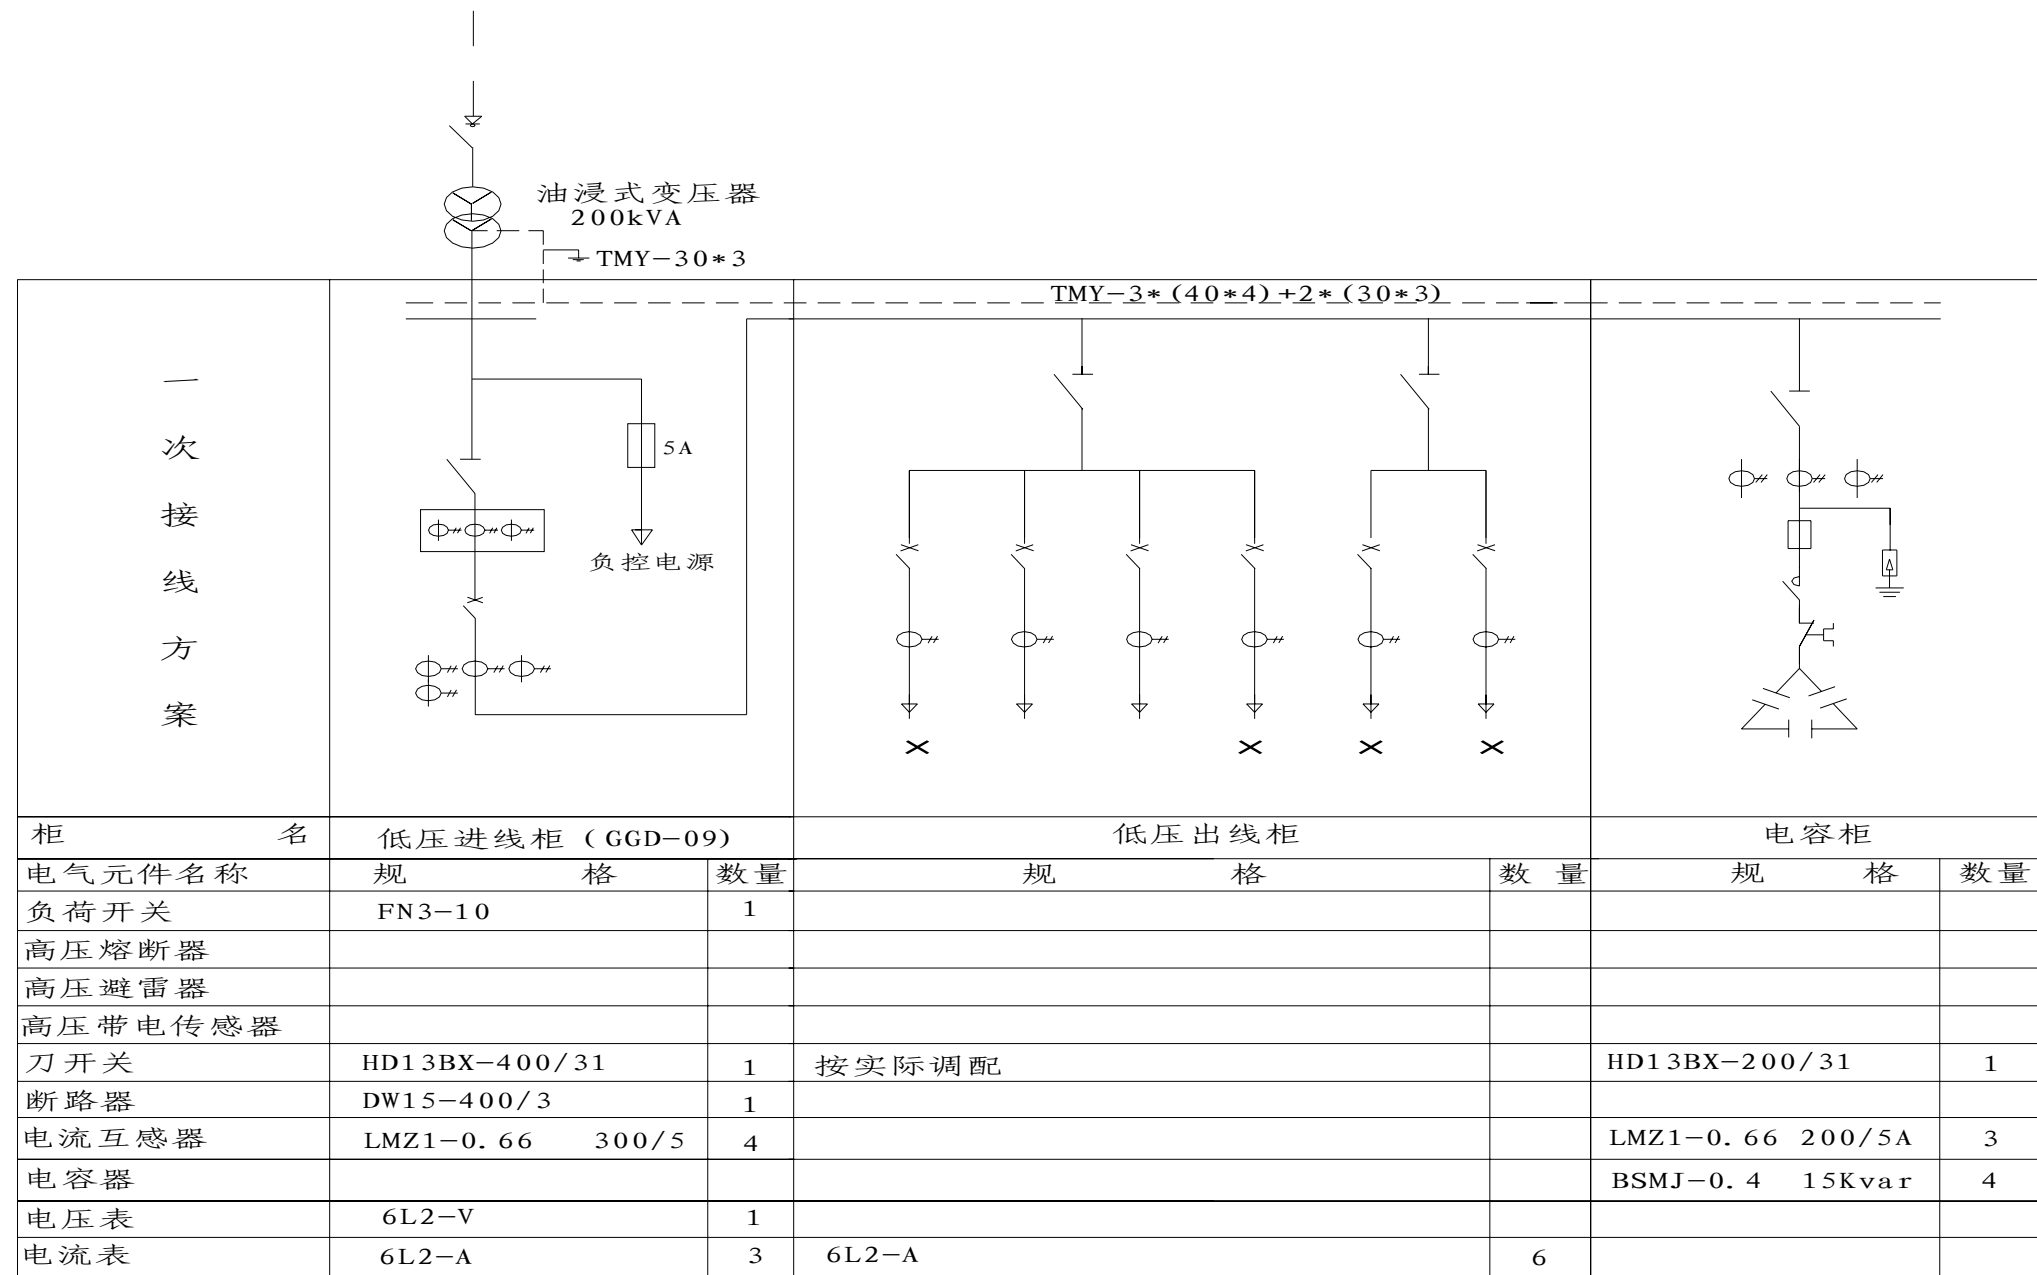 油浸式变压器
200kVA
TMY-30*3
TMY-3*(40*4)+2*(30*3)
一次接线方案
5A
负控电源
柜 名 低压进线柜(GGD-09) 低压出线柜 电容柜
电气元件名称 规 格 数量 规 格 数 量 规 格 数量
负荷开关 FN3-10 1
高压熔断器
高压避雷器
高压带电传感器
刀开关 HD13BX-400/31 1 按实际调配 HD13BX-200/31 1
断路器 DW15-400/3 1
电流互感器 LMZ1-0.66 300/5 4 LMZ1-0.66 200/5A 3
电容器 BSMJ-0.4 15Kvar 4
电压表 6L2-V 1
电流表 6L2-A 3 6L2-A 6